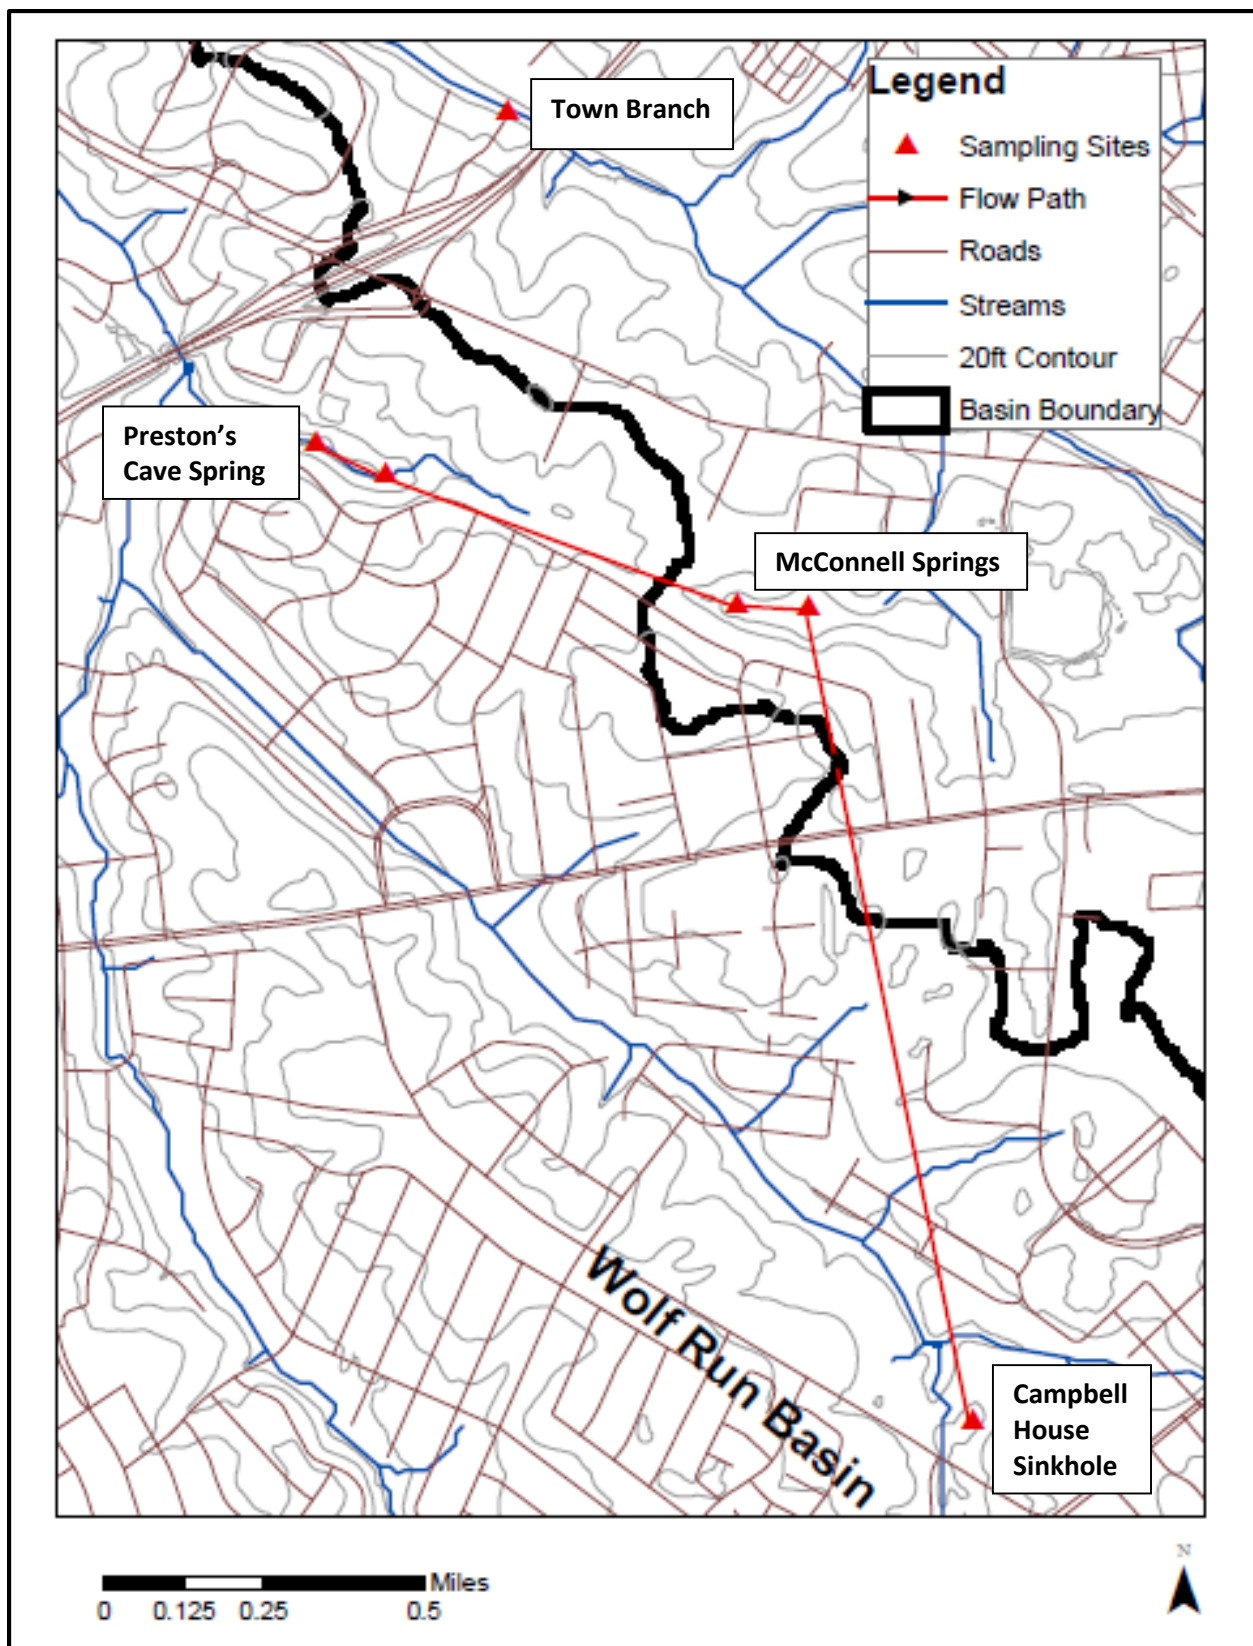 Town Branch
Legend
Sampling Sites
Flow Path
Roads
Streams
20ft Contour
Basin Boundary
Preston’s
Cave Spring
McConnell Springs
Wolf Run Basin
Campbell
House
Sinkhole
N
Miles
0 0.125 0.25 0.5